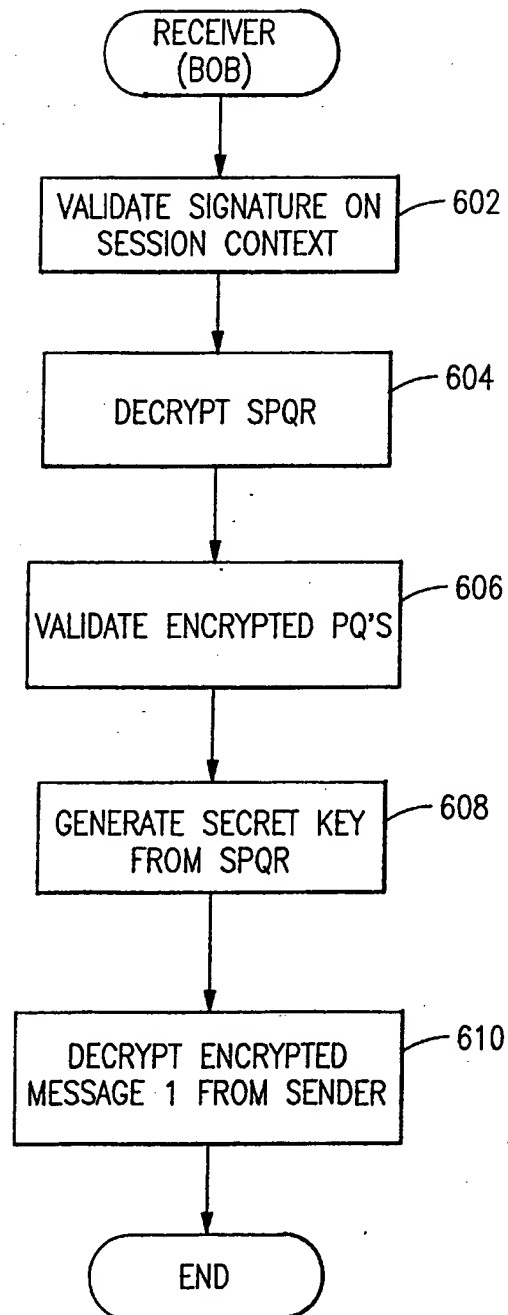 RECEIVER
(BOB)
VALIDATE SIGNATURE ON
SESSION CONTEXT
602
DECRYPT SPQR
604
VALIDATE ENCRYPTED PQ'S
606
GENERATE SECRET KEY
FROM SPQR
608
DECRYPT ENCRYPTED
MESSAGE 1 FROM SENDER
610
END